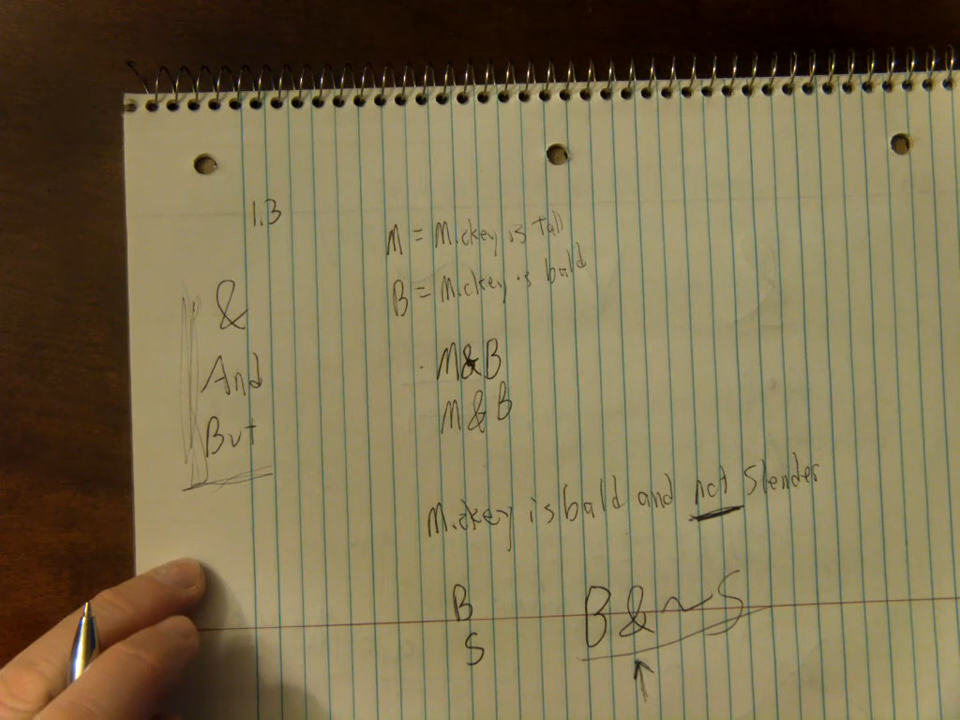 1.3
M = Mickey is tall
B = Mickey is bald
&
And
But
M&B
M&B
Mickey is bald and not Slender
B
S
B & ~ S